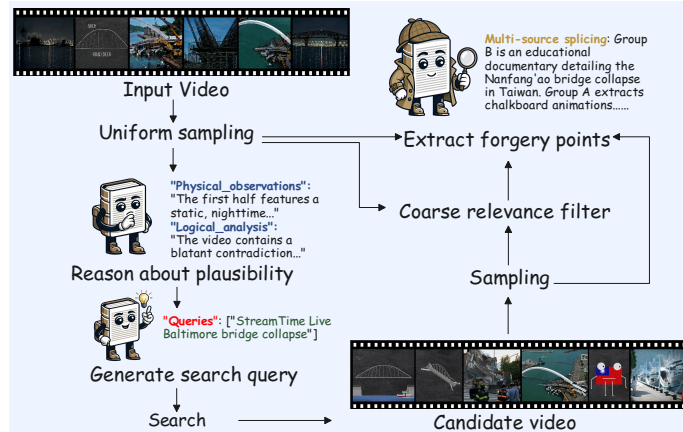 Input Video
Uniform sampling
"Physical_observations":
"The first half features a
static, nighttime..."
"Logical_analysis":
"The video contains a
blatant contradiction..."
Reason about plausibility
"Queries": ["StreamTime Live
Baltimore bridge collapse"]
Generate search query
Search
Multi-source splicing: Group
B is an educational
documentary detailing the
Nanfang'ao bridge collapse
in Taiwan. Group A extracts
chalkboard animations......
Extract forgery points
Coarse relevance filter
Sampling
Candidate video